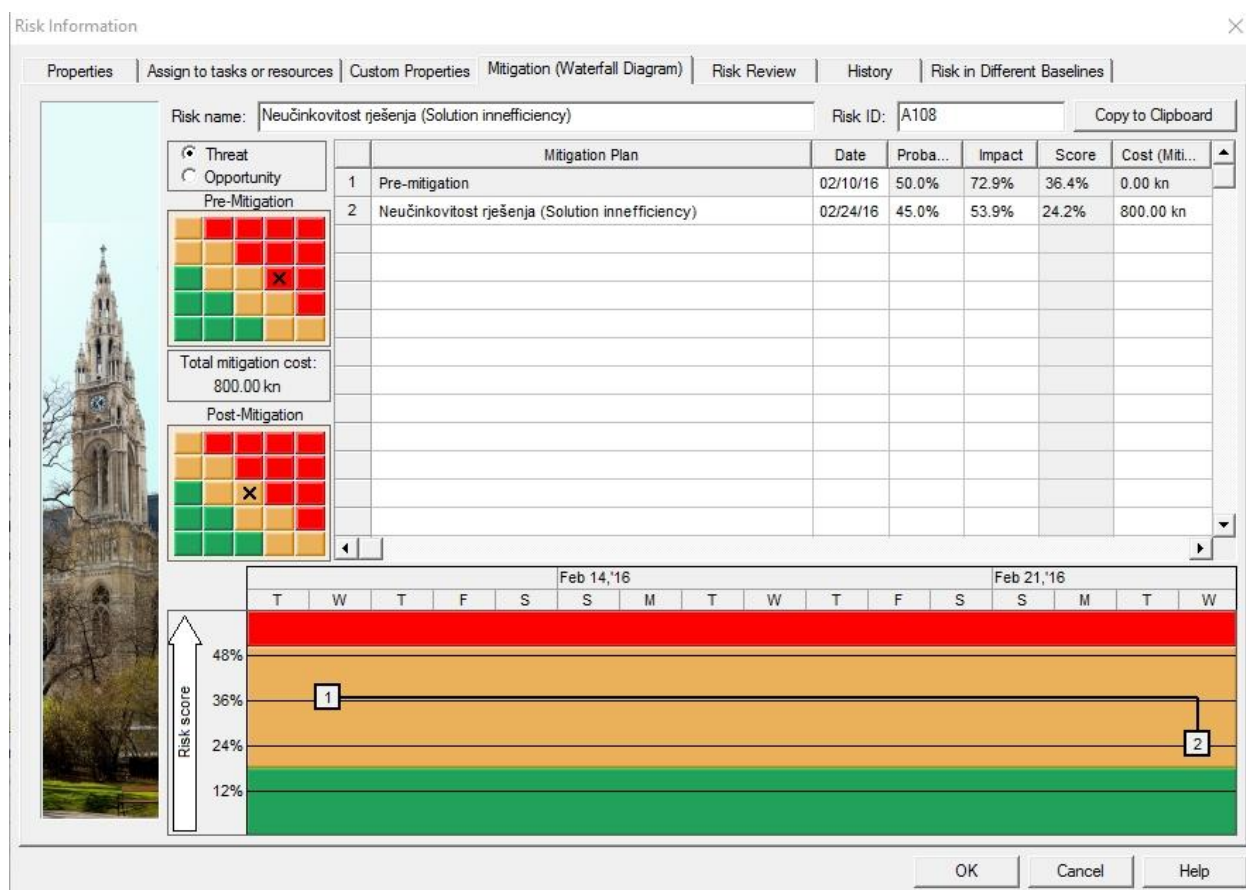 Risk Information
Properties Assign to tasks or resources Custom Properties Mitigation (Waterfall Diagram) Risk Review History Risk in Different Baselines
Risk name: Neučinkovitost rješenja (Solution innefficiency) Risk ID: A108 Copy to Clipboard
Threat
Opportunity
Pre-Mitigation
Mitigation Plan Date Proba... Impact Score Cost (Miti...
1 Pre-mitigation 02/10/16 50.0% 72.9% 36.4% 0.00 kn
2 Neučinkovitost rješenja (Solution innefficiency) 02/24/16 45.0% 53.9% 24.2% 800.00 kn
Total mitigation cost:
800.00 kn
Post-Mitigation
Feb 14,'16 Feb 21,'16
T W T F S S M T W T F S S M T W
Risk score
48%
36% 1
24% 2
12%
OK Cancel Help